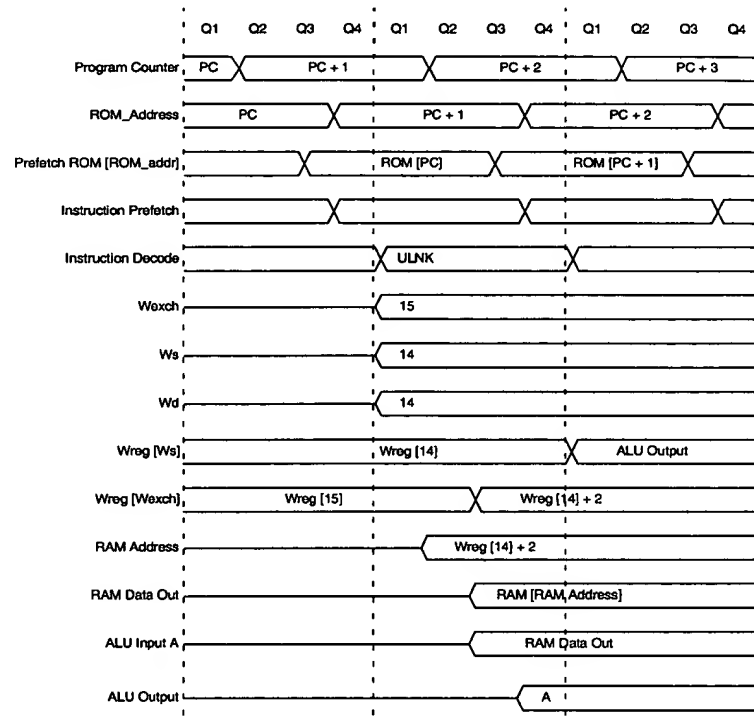 Q1 Q2 Q3 Q4 Q1 Q2 Q3 Q4 Q1 Q2 Q3 Q4
Program Counter PC PC + 1 PC + 2 PC + 3
ROM_Address PC PC + 1 PC + 2
Prefetch ROM [ROM_addr] ROM [PC] ROM [PC + 1]
Instruction Prefetch
Instruction Decode ULNK
Wexch 15
Ws 14
Wd 14
Wreg [Ws] Wreg [14] ALU Output
Wreg [Wexch] Wreg [15] Wreg [14] + 2
RAM Address Wreg [14] + 2
RAM Data Out RAM [RAM Address]
ALU Input A RAM Data Out
ALU Output A